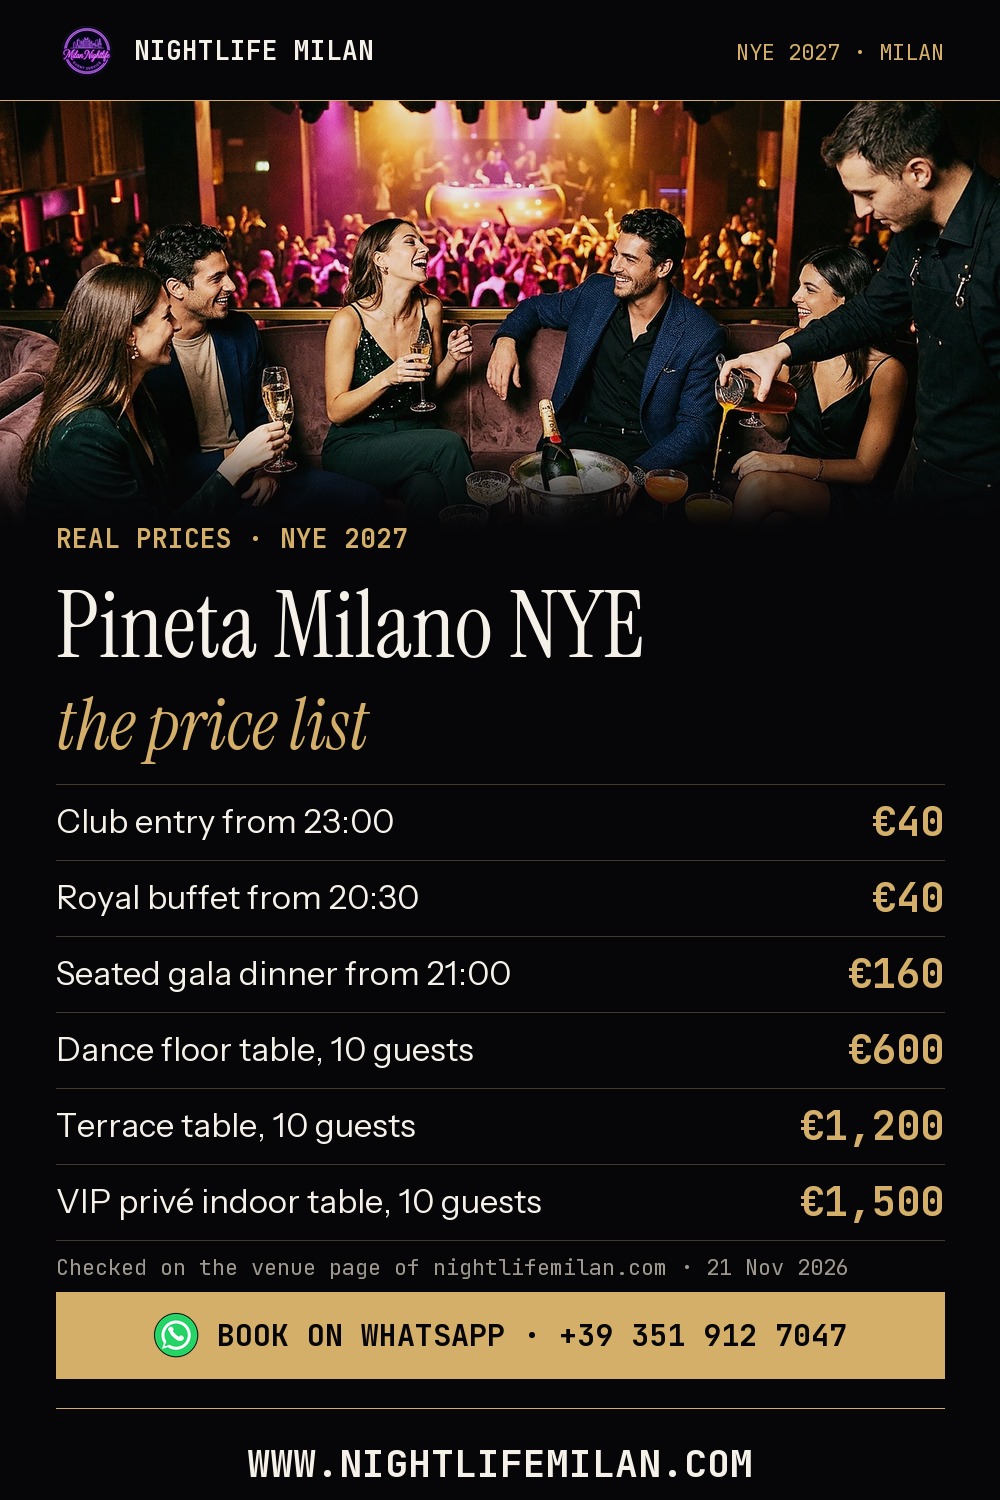 Milan Nightlife
NIGHTLIFE MILAN
NYE 2027 · MILAN
REAL PRICES · NYE 2027
Pineta Milano NYE
the price list
Club entry from 23:00 €40
Royal buffet from 20:30 €40
Seated gala dinner from 21:00 €160
Dance floor table, 10 guests €600
Terrace table, 10 guests €1,200
VIP privé indoor table, 10 guests €1,500
Checked on the venue page of nightlifemilan.com · 21 Nov 2026
BOOK ON WHATSAPP · +39 351 912 7047
WWW.NIGHTLIFEMILAN.COM